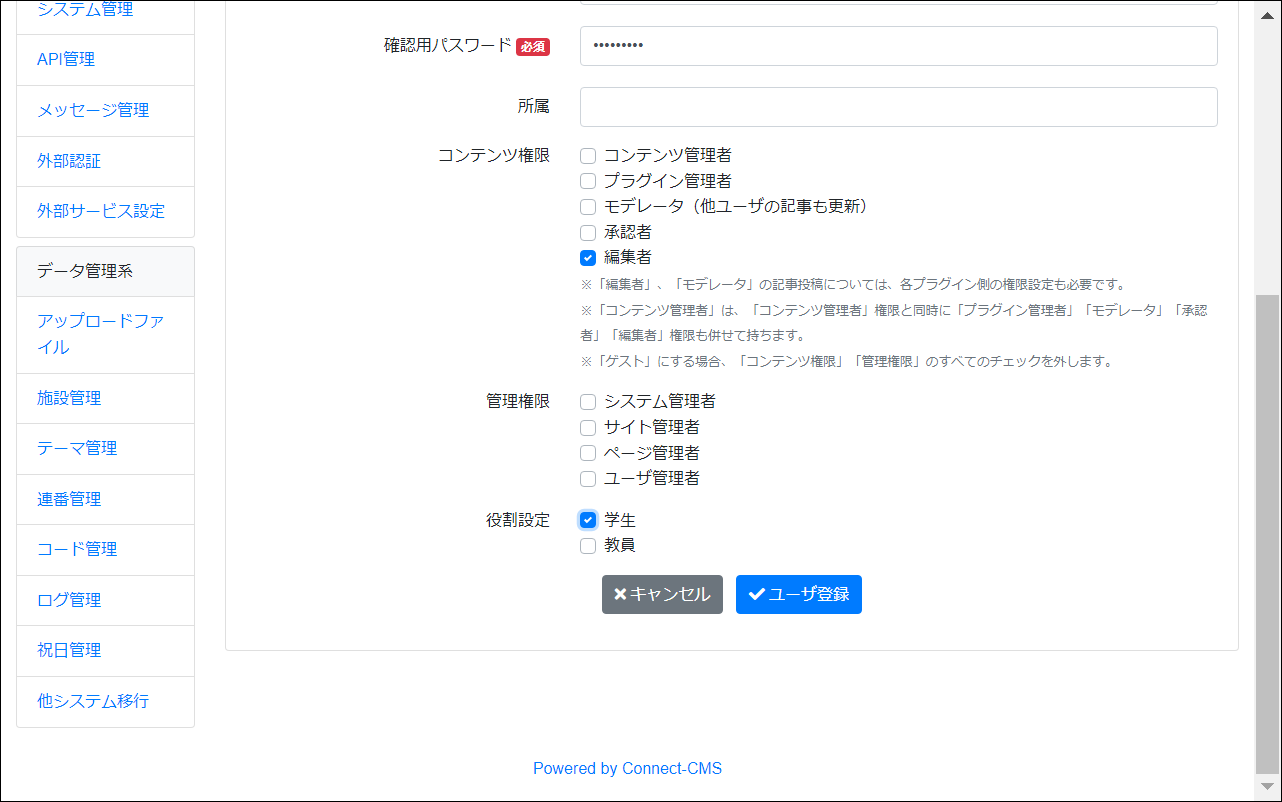 システム管理
API管理
メッセージ管理
外部認証
外部サービス設定
データ管理系
アップロードファ
イル
施設管理
テーマ管理
連番管理
コード管理
ログ管理
祝日管理
他システム移行
確認用パスワード 必須
•••••••••
所属
コンテンツ権限
コンテンツ管理者
プラグイン管理者
モデレータ（他ユーザの記事も更新）
承認者
編集者
※「編集者」、「モデレータ」の記事投稿については、各プラグイン側の権限設定も必要です。
※「コンテンツ管理者」は、「コンテンツ管理者」権限と同時に「プラグイン管理者」「モデレータ」「承認
者」「編集者」権限も併せて持ちます。
※「ゲスト」にする場合、「コンテンツ権限」「管理権限」のすべてのチェックを外します。
管理権限
システム管理者
サイト管理者
ページ管理者
ユーザ管理者
役割設定
学生
教員
キャンセル
ユーザ登録
Powered by Connect-CMS